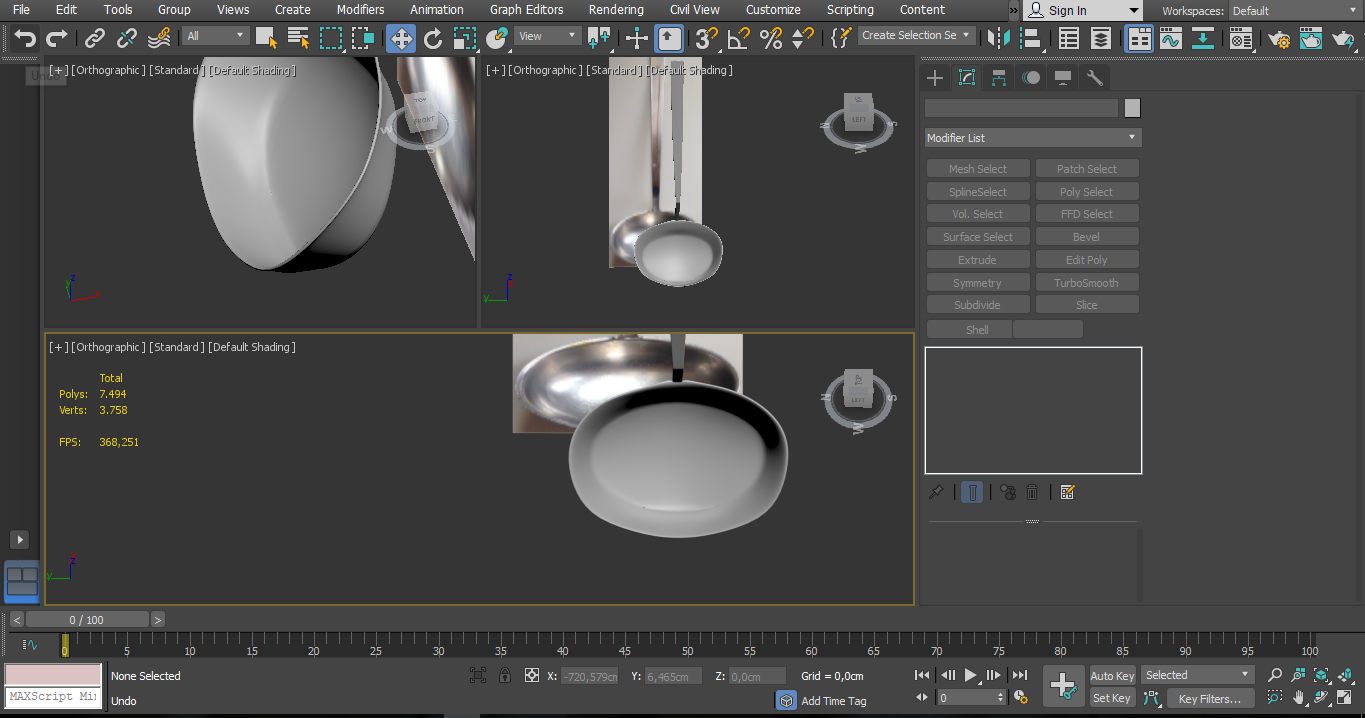 File Edit Tools Group Views Create Modifiers Animation Graph Editors Rendering Civil View Customize Scripting Content » Sign In Workspaces: Default
All View 3 Create Selection Se
Undo
[+] [Orthographic] [Standard] [Default Shading]
[+] [Orthographic] [Standard] [Default Shading]
TOP
FRONT
W
S
LEFT
N
S
W
z
y
x
z
y
Modifier List
Mesh Select Patch Select
SplineSelect Poly Select
Vol. Select FFD Select
Surface Select Bevel
Extrude Edit Poly
Symmetry TurboSmooth
Subdivide Slice
Shell
[+] [Orthographic] [Standard] [Default Shading]
Total
Polys: 7.494
Verts: 3.758
FPS: 368,251
TOP
LEFT
N
S
W
z
y
< 0 / 100 >
0 5 10 15 20 25 30 35 40 45 50 55 60 65 70 75 80 85 90 95 100
None Selected X: -720,579cm Y: 6,465cm Z: 0,0cm Grid = 0,0cm Auto Key Selected
MAXScript Mi Undo Add Time Tag 0 Set Key Key Filters...